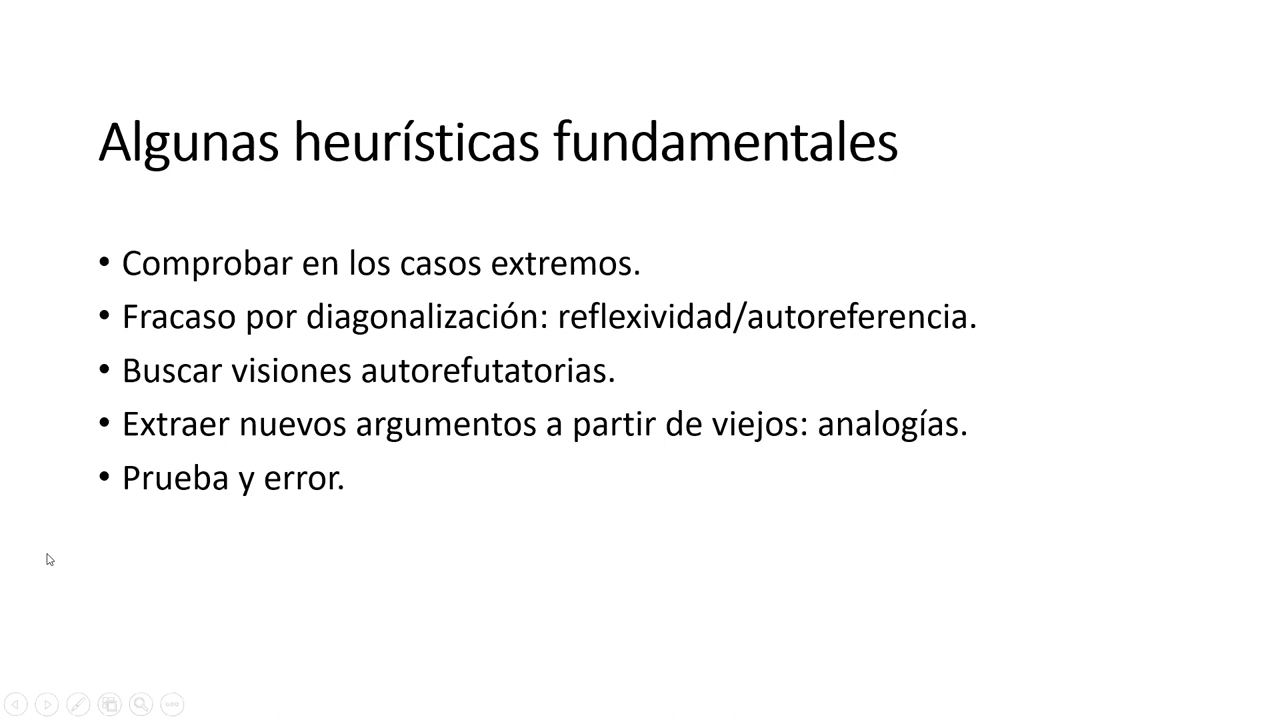 Algunas heurísticas fundamentales
• Comprobar en los casos extremos.
• Fracaso por diagonalización: reflexividad/autoreferencia.
• Buscar visiones autorefutatorias.
• Extraer nuevos argumentos a partir de viejos: analogías.
• Prueba y error.